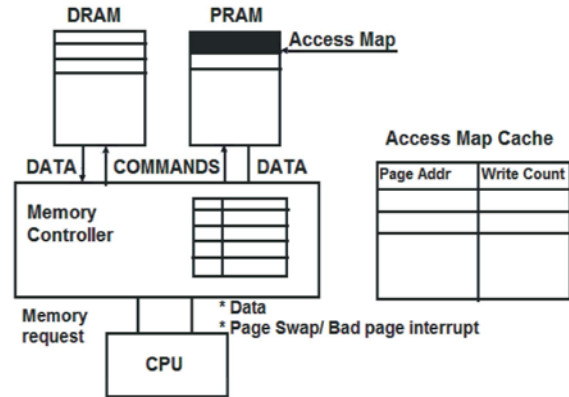 DRAM
PRAM
Access Map
DATA
COMMANDS
DATA
Access Map Cache
Page Addr
Write Count
Memory
Controller
Memory
request
* Data
* Page Swap/ Bad page interrupt
CPU